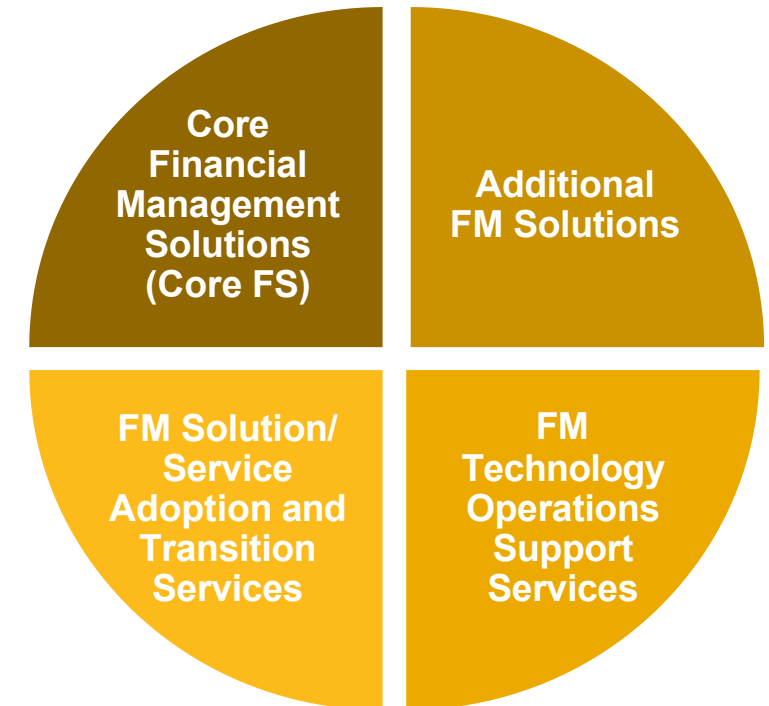 Core
Financial
Management
Solutions
(Core FS)
Additional
FM Solutions
FM Solution/
Service
Adoption and
Transition
Services
FM
Technology
Operations
Support
Services